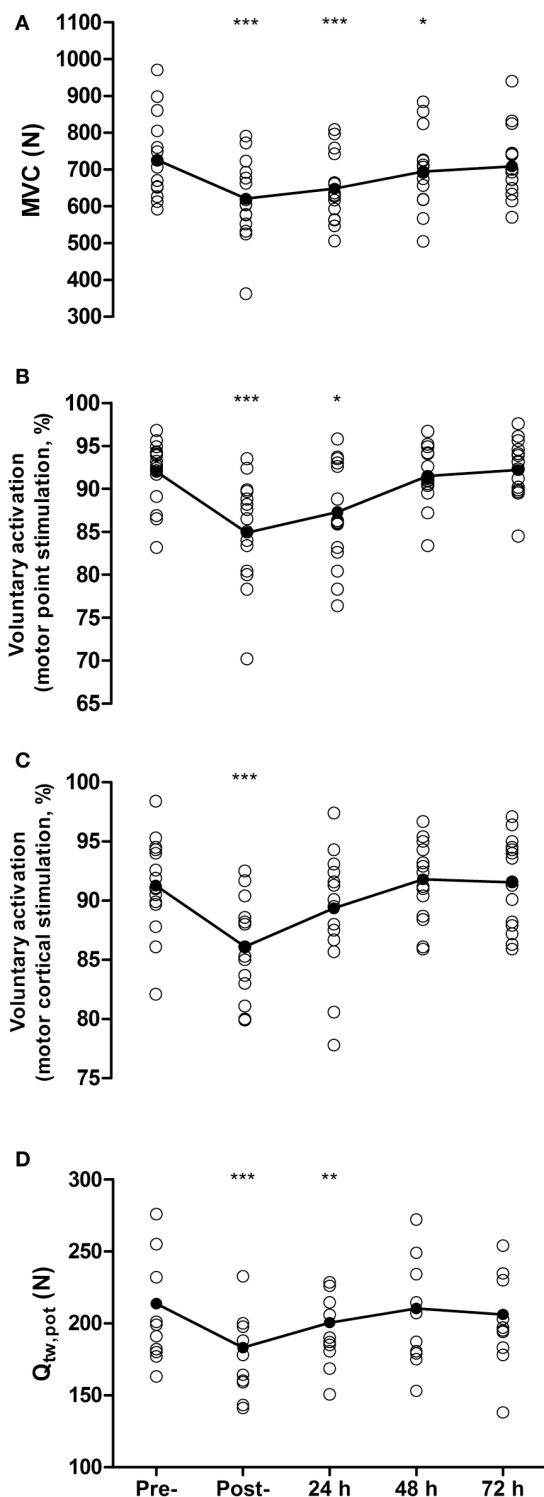 A
*** *** *
1100
1000
900
800
700
600
500
400
300
MVC (N)
B
*** *
100
95
90
85
80
75
70
65
Voluntary activation
(motor point stimulation, %)
C
***
100
95
90
85
80
75
Voluntary activation
(motor cortical stimulation, %)
D
*** **
300
250
200
150
100
Qtw,pot (N)
Pre- Post- 24 h 48 h 72 h